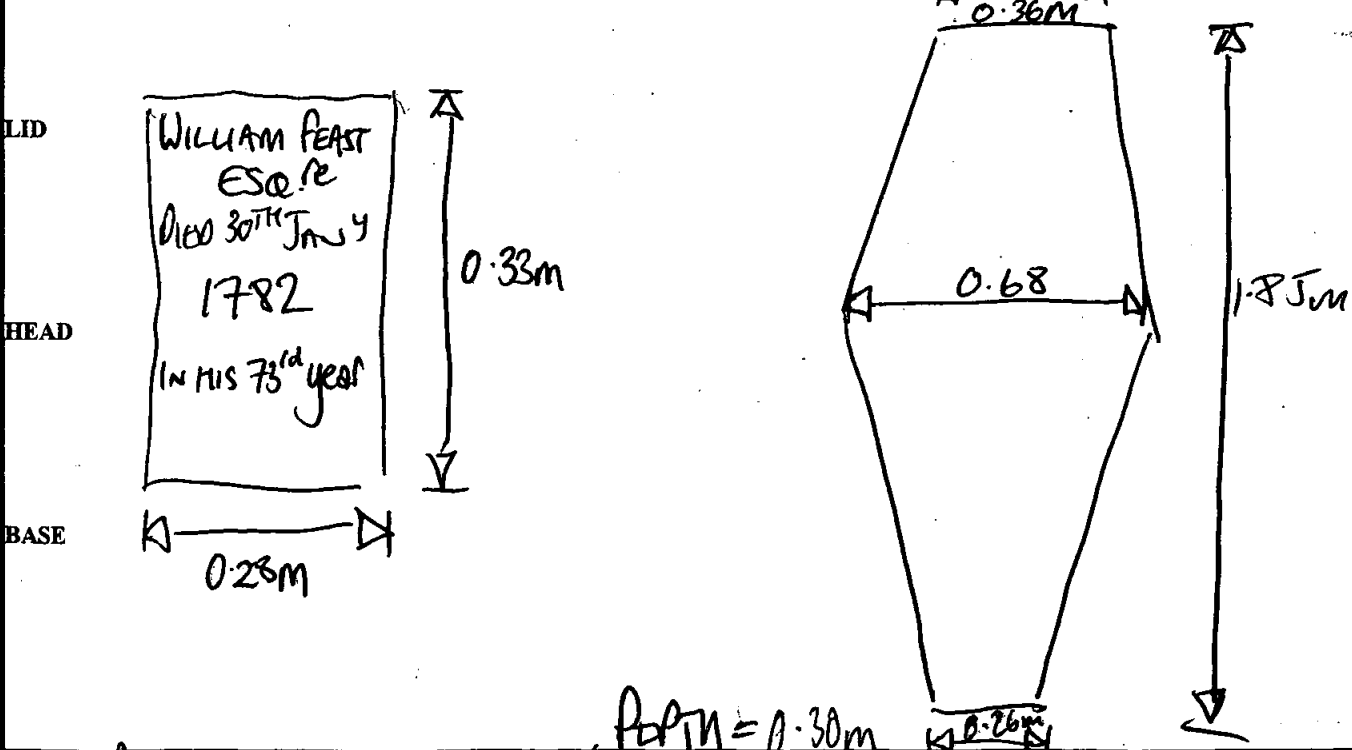 0.36M
LID
WILLIAM FEAST
ESQ.re
DIED 30TH JANY
1782
IN HIS 73rd year
0.33m
0.28M
HEAD
BASE
0.68
1.85m
0.26m
DEPTH = 0.30m